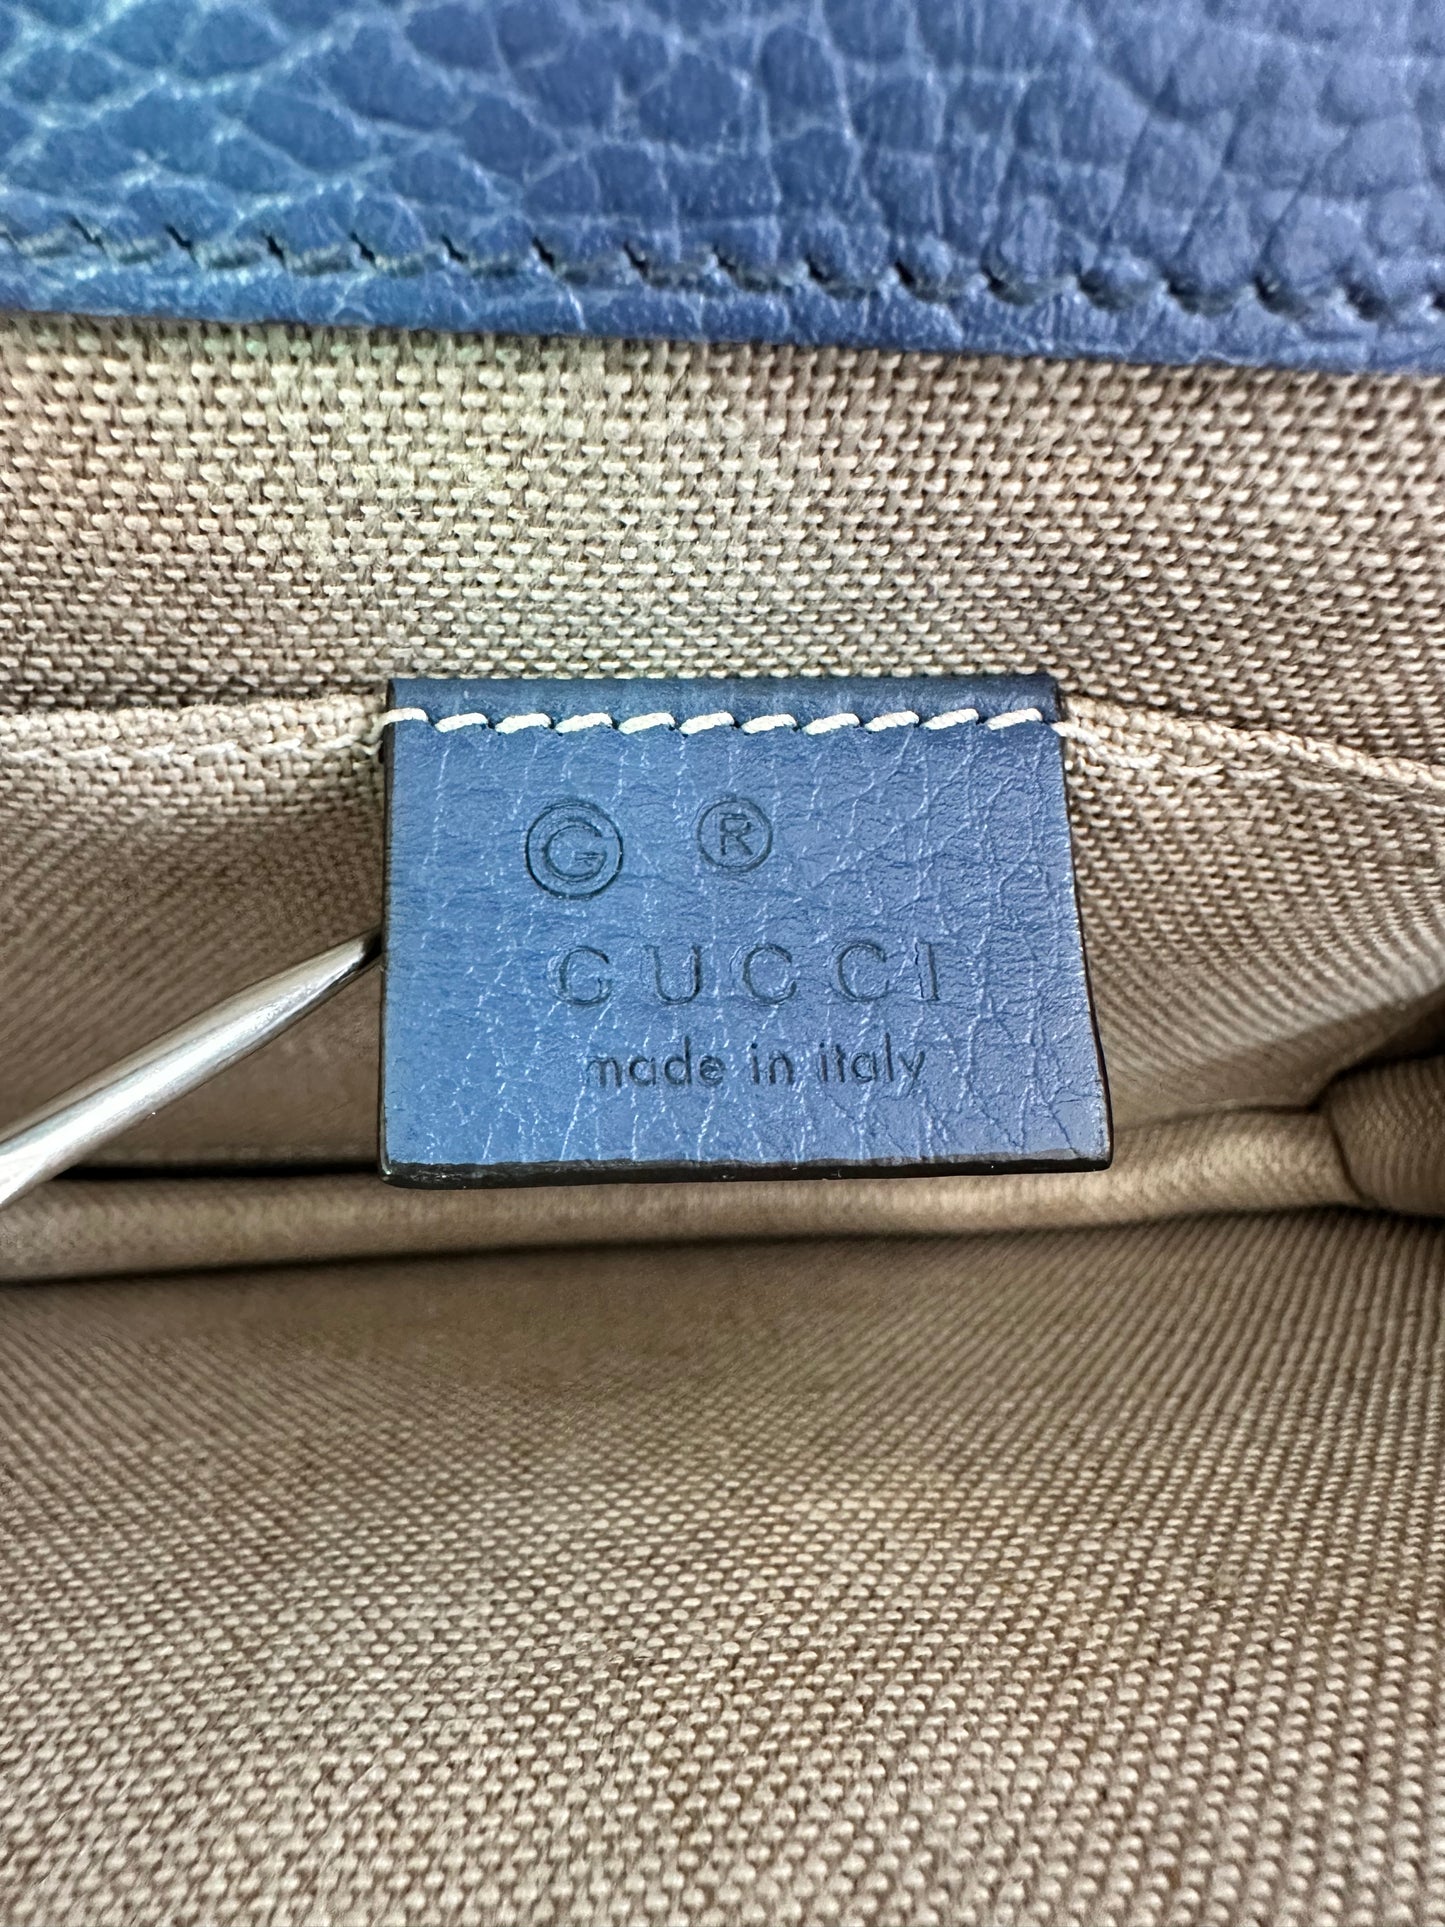 Ⓖ ®
GUCCI
made in italy